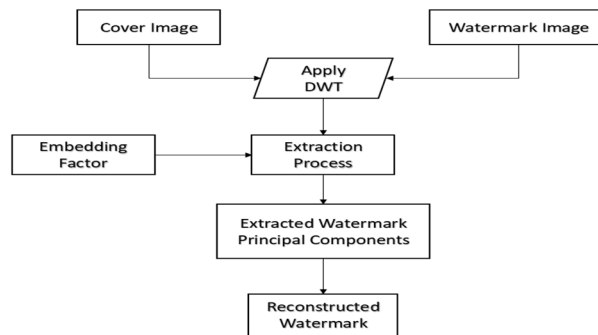 Cover Image
Watermark Image
Apply
DWT
Embedding
Factor
Extraction
Process
Extracted Watermark
Principal Components
Reconstructed
Watermark